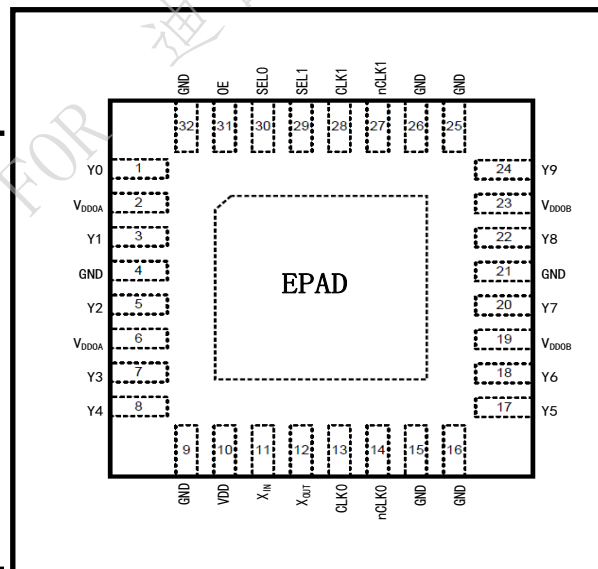 迪
FOR
GND OE SEL0 SEL1 CLK1 nCLK1 GND GND
32 31 30 29 28 27 26 25
Y0 1 24 Y9
VDDOA 2 23 VDDOB
Y1 3 22 Y8
GND 4 21 GND
EPAD
Y2 5 20 Y7
VDDOA 6 19 VDDOB
Y3 7 18 Y6
Y4 8 17 Y5
9 10 11 12 13 14 15 16
GND VDD XIN XOUT CLK0 nCLK0 GND GND